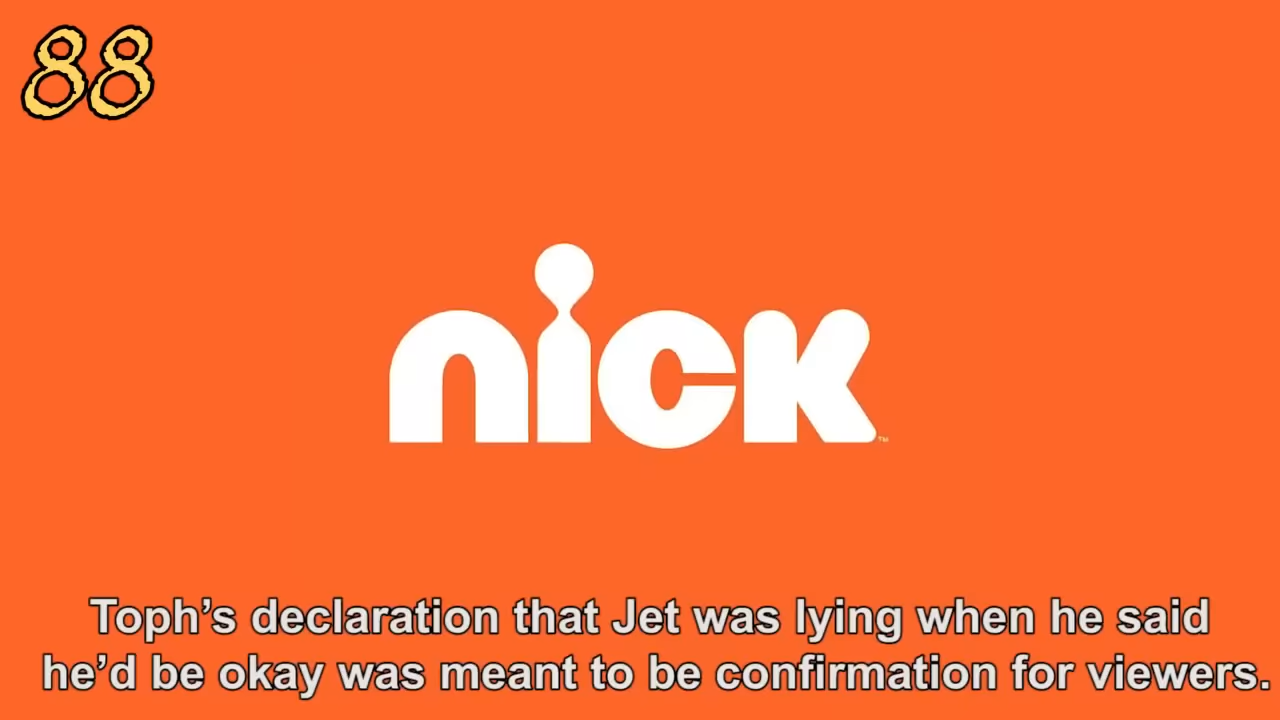 88
nick™
Toph’s declaration that Jet was lying when he said
he’d be okay was meant to be confirmation for viewers.